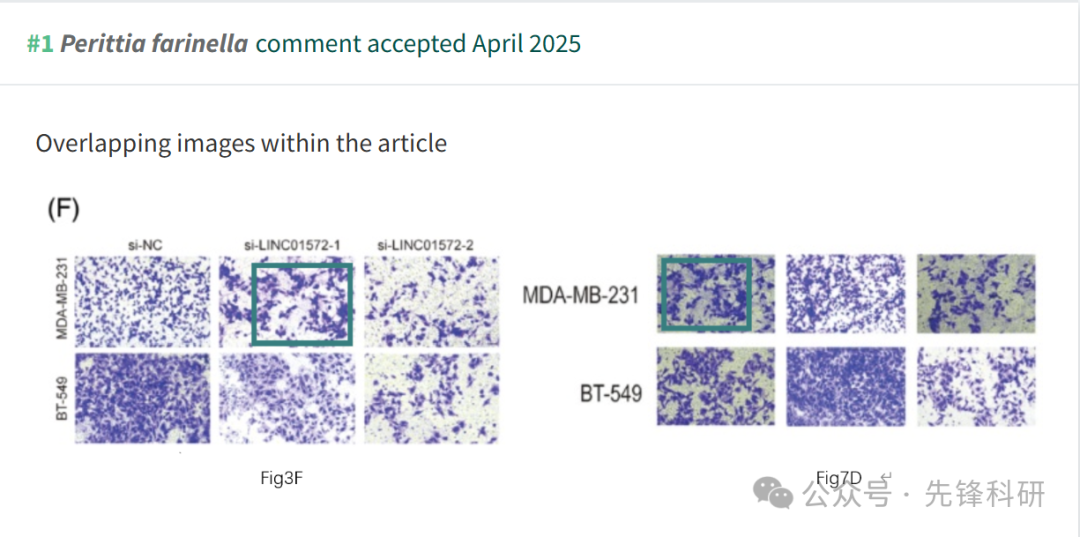 #1 Perittia farinella comment accepted April 2025
Overlapping images within the article
(F)
si-NC si-LINC01572-1 si-LINC01572-2
MDA-MB-231
BT-549
Fig3F
MDA-MB-231
BT-549
Fig7D
公众号 · 先锋科研